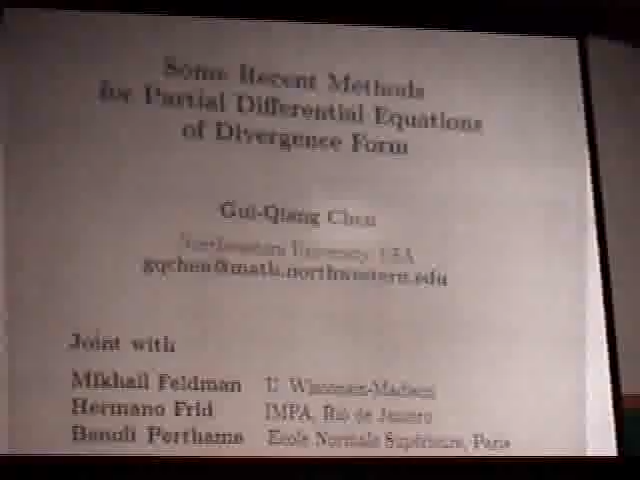 Some Recent Methods
for Partial Differential Equations
of Divergence Form
Gui-Qiang Chen
Northwestern University, USA
gqchen@math.northwestern.edu
Joint with
Mikhail Feldman U. Wisconsin-Madison
Hermano Frid IMPA, Rio de Janeiro
Benoit Perthame Ecole Normale Supérieure, Paris